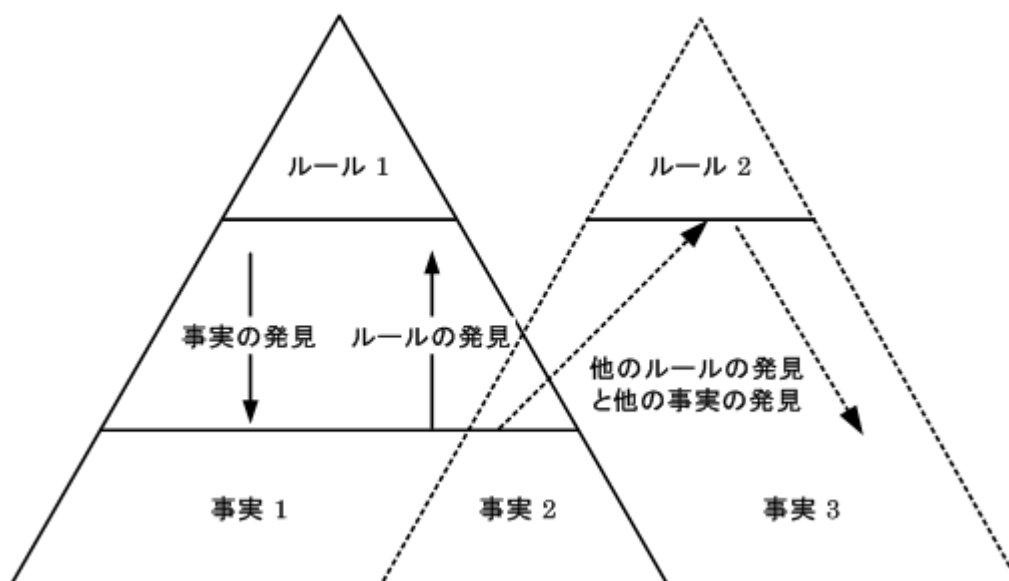 ルール 1
ルール 2
事実の発見
ルールの発見
他のルールの発見
と他の事実の発見
事実 1
事実 2
事実 3